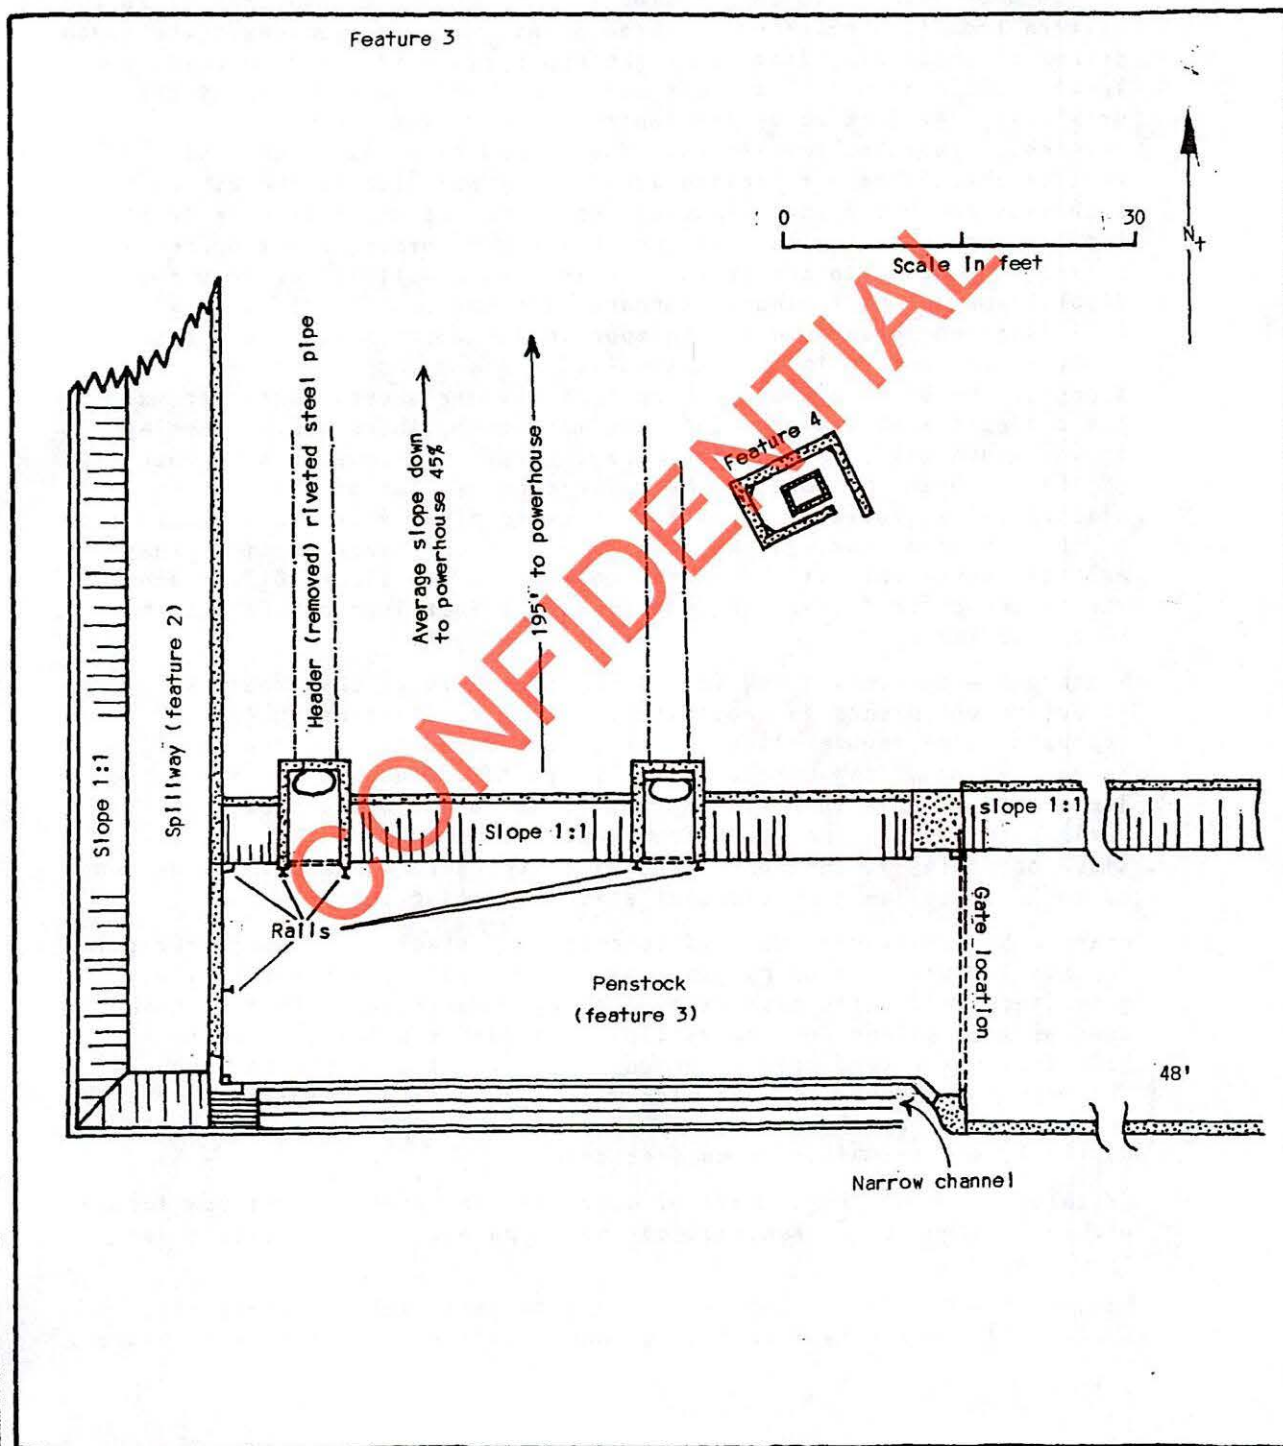 Feature 3
0 30
Scale in feet
N
Feature 4
Header (removed) riveted steel pipe
Average slope down
to powerhouse 45%
195' to powerhouse
Slope 1:1
Spillway (feature 2)
Slope 1:1
slope 1:1
Rails
Gate location
Penstock
(feature 3)
48'
Narrow channel
CONFIDENTIAL